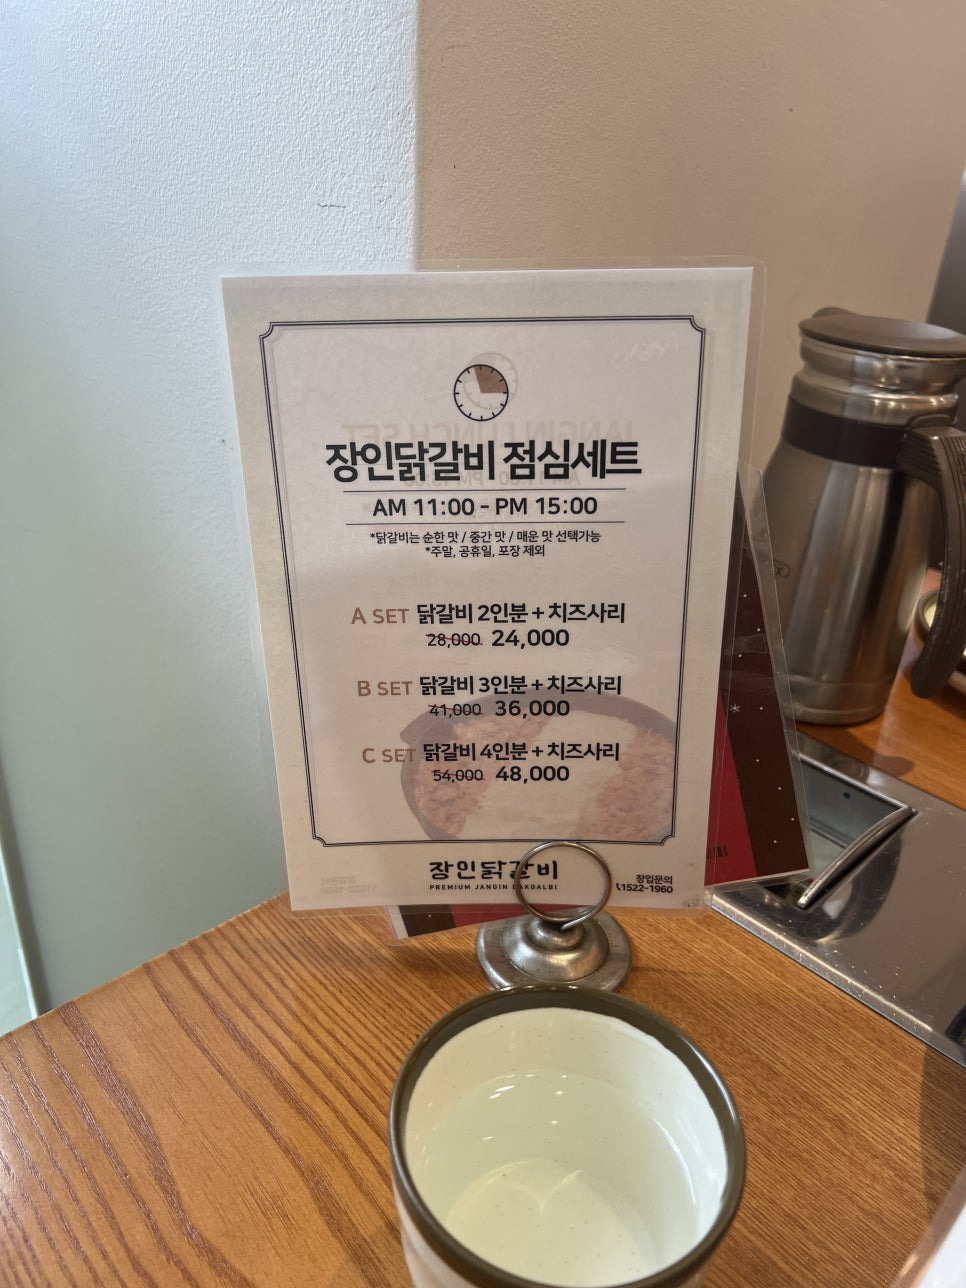 장인닭갈비 점심세트
AM 11:00 - PM 15:00
*닭갈비는 순한 맛 / 중간 맛 / 매운 맛 선택가능
*주말, 공휴일, 포장 제외
A SET 닭갈비 2인분 + 치즈사리
28,000 24,000
B SET 닭갈비 3인분 + 치즈사리
41,000 36,000
C SET 닭갈비 4인분 + 치즈사리
54,000 48,000
장인닭갈비
PREMIUM JANGIN DAKGALBI
창업문의
1522-1960